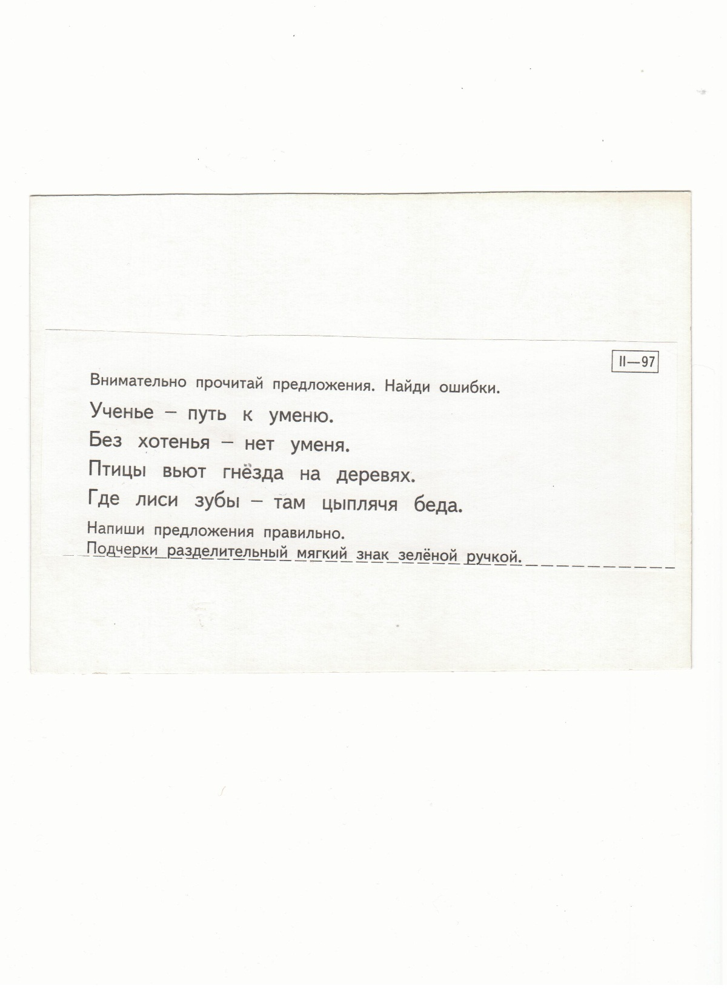 II—97
Внимательно прочитай предложения. Найди ошибки.
Ученье — путь к уменю.
Без хотенья — нет уменя.
Птицы вьют гнёзда на деревях.
Где лиси зубы — там цыплячя беда.
Напиши предложения правильно.
Подчерки разделительный мягкий знак зелёной ручкой.